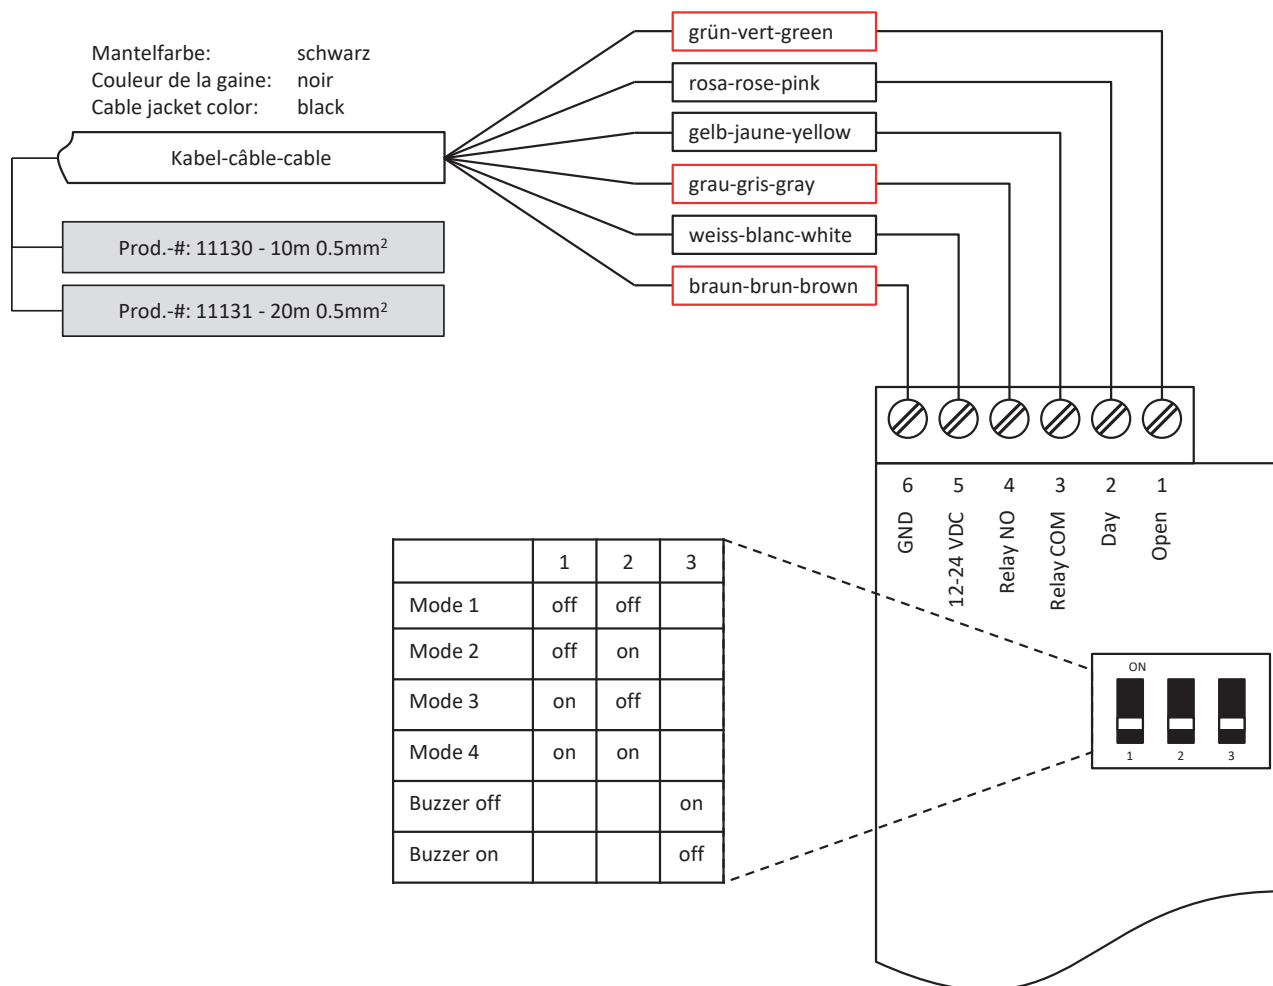 Mantelfarbe: schwarz
Couleur de la gaine: noir
Cable jacket color: black
Kabel-câble-cable
Prod.-#: 11130 - 10m 0.5mm²
Prod.-#: 11131 - 20m 0.5mm²
grün-vert-green
rosa-rose-pink
gelb-jaune-yellow
grau-gris-gray
weiss-blanc-white
braun-brun-brown
6 5 4 3 2 1
GND
12-24 VDC
Relay NO
Relay COM
Day
Open
1 2 3
Mode 1 off off
Mode 2 off on
Mode 3 on off
Mode 4 on on
Buzzer off on
Buzzer on off
ON
1 2 3